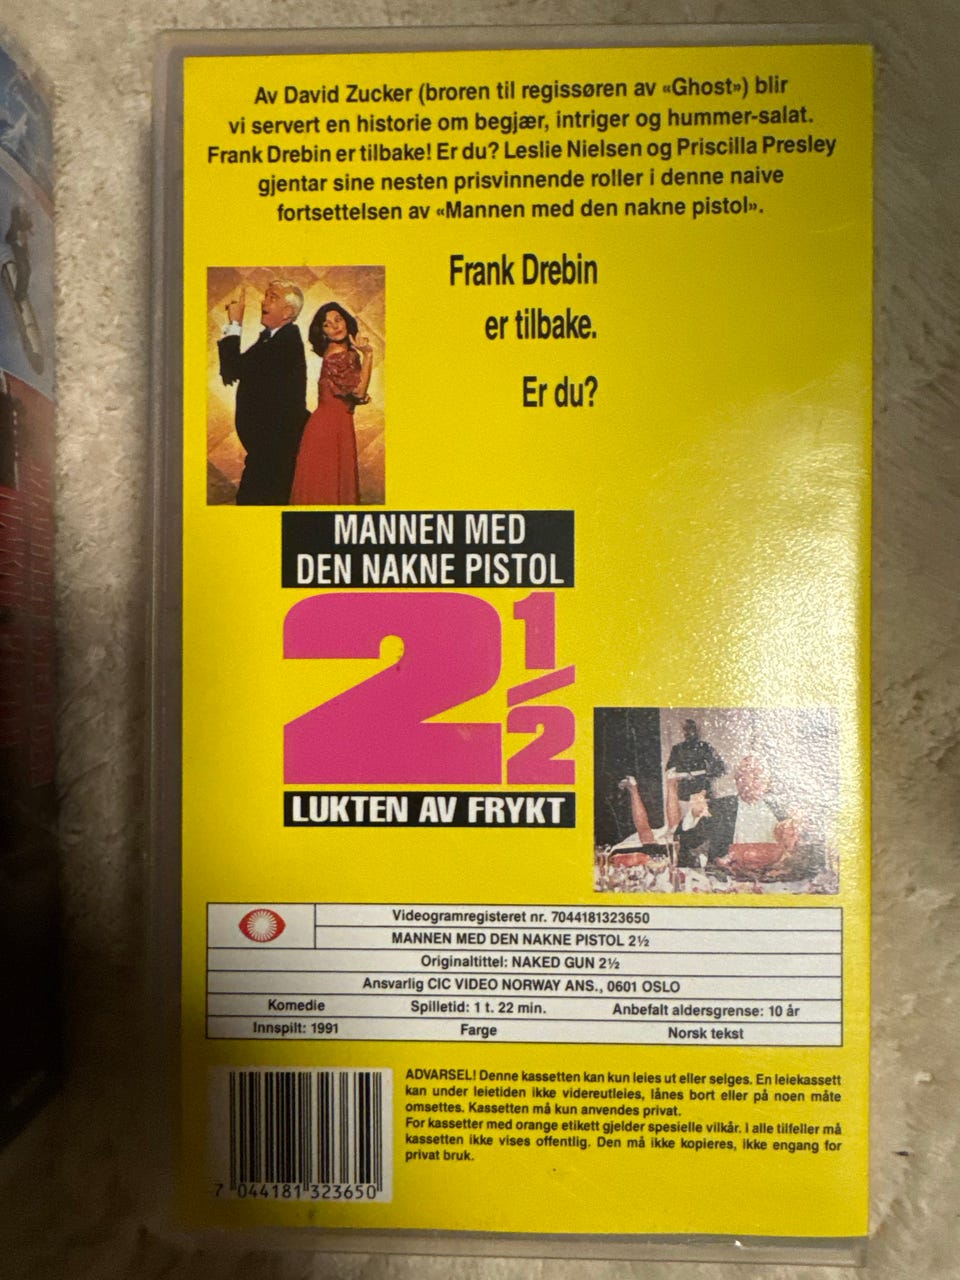 Av David Zucker (broren til regissøren av «Ghost») blir
vi servert en historie om begjær, intriger og hummer-salat.
Frank Drebin er tilbake! Er du? Leslie Nielsen og Priscilla Presley
gjentar sine nesten prisvinnende roller i denne naive
fortsettelsen av «Mannen med den nakne pistol».
Frank Drebin
er tilbake.
Er du?
MANNEN MED
DEN NAKNE PISTOL
2 1/2
LUKTEN AV FRYKT
Videogramregisteret nr. 7044181323650
MANNEN MED DEN NAKNE PISTOL 2½
Originaltittel: NAKED GUN 2½
Ansvarlig CIC VIDEO NORWAY ANS., 0601 OSLO
Komedie Spilletid: 1 t. 22 min. Anbefalt aldersgrense: 10 år
Innspilt: 1991 Farge Norsk tekst
ADVARSEL! Denne kassetten kan kun leies ut eller selges. En leiekassett
kan under leietiden ikke videreutleies, lånes bort eller på noen måte
omsettes. Kassetten må kun anvendes privat.
For kassetter med orange etikett gjelder spesielle vilkår. I alle tilfeller må
kassetten ikke vises offentlig. Den må ikke kopieres, ikke engang for
privat bruk.
7 044181 323650